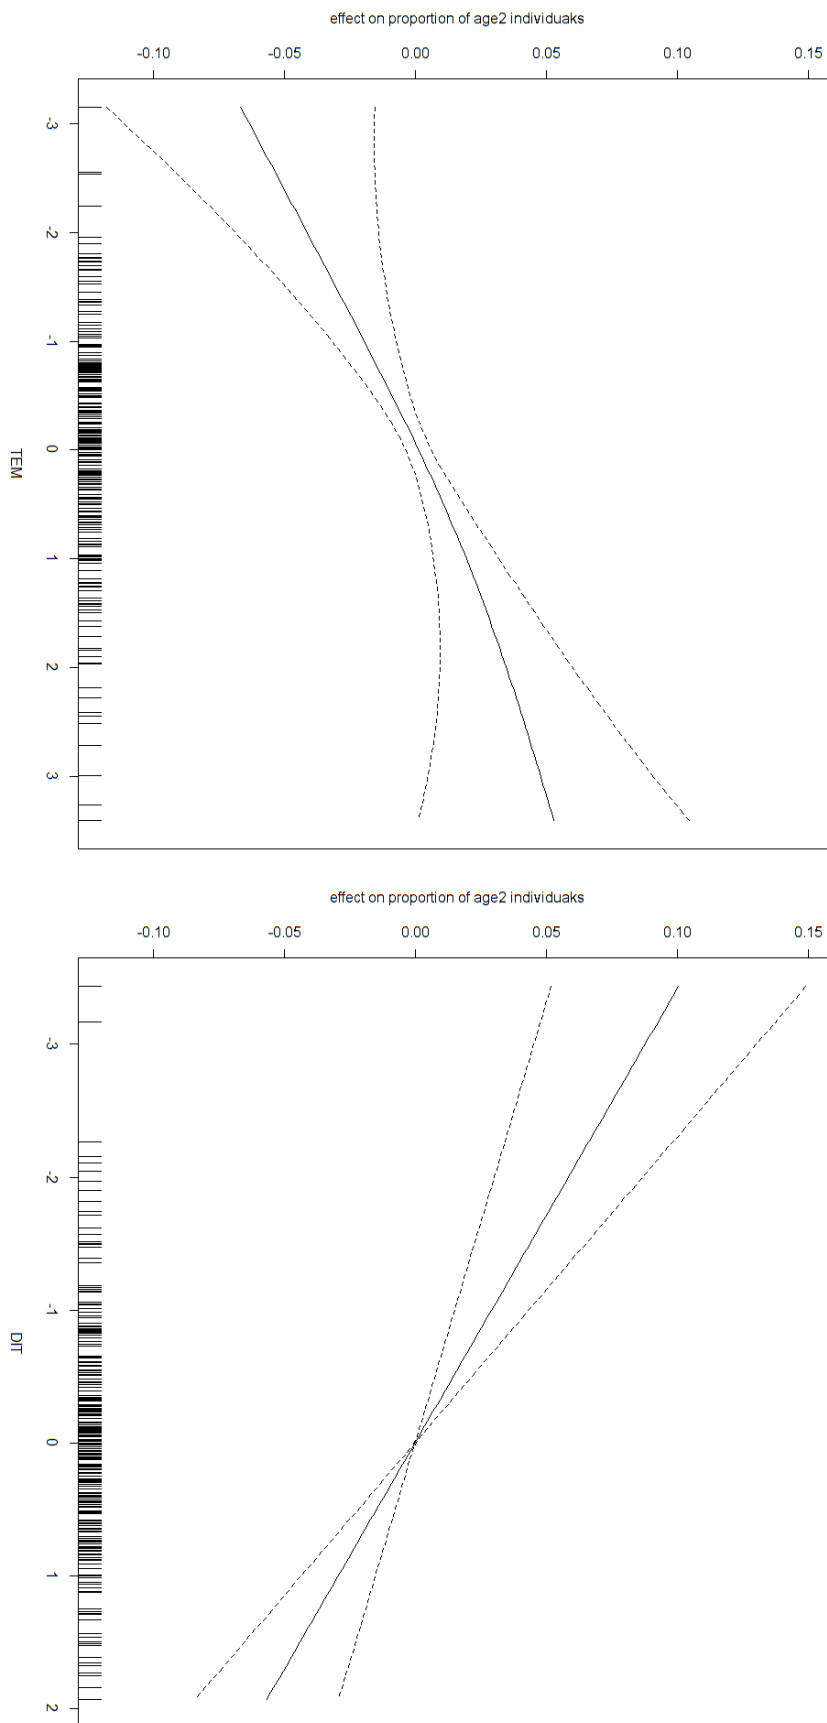 effect on proportion of age2 individuaks
-0.10 -0.05 0.00 0.05 0.10 0.15
-3
-2
-1
0
1
2
3
TEM
effect on proportion of age2 individuaks
-0.10 -0.05 0.00 0.05 0.10 0.15
-3
-2
-1
0
1
2
DIT